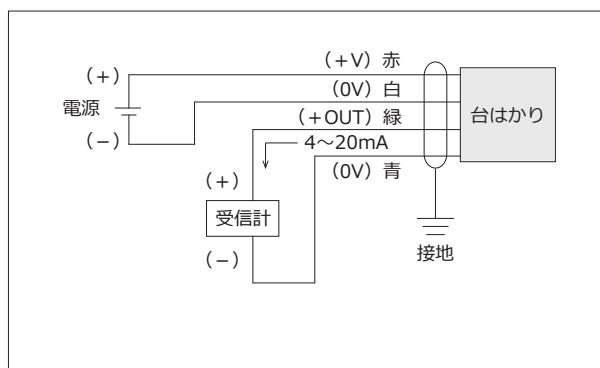 (+V) 赤
(+)
(0V) 白
電源
(+OUT) 緑
台はかり
(−)
4~20mA
(0V) 青
(+)
受信計
接地
(−)